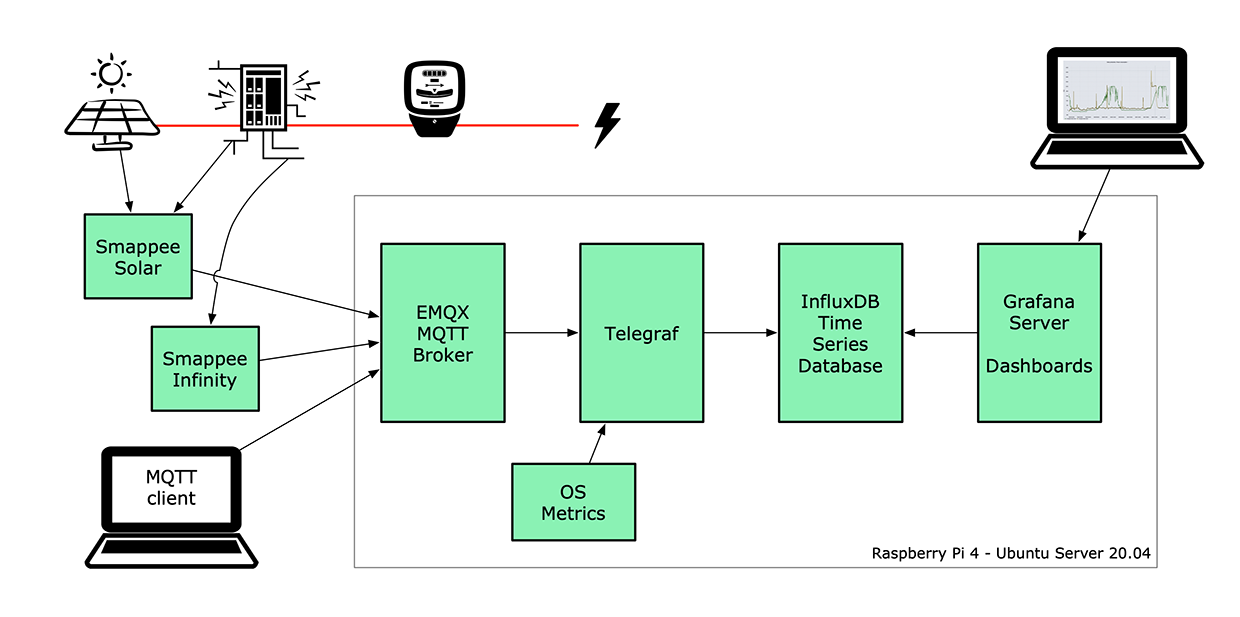 Smappee
Solar
Smappee
Infinity
MQTT
client
EMQX
MQTT
Broker
Telegraf
OS
Metrics
InfluxDB
Time
Series
Database
Grafana
Server
Dashboards
Raspberry Pi 4 - Ubuntu Server 20.04